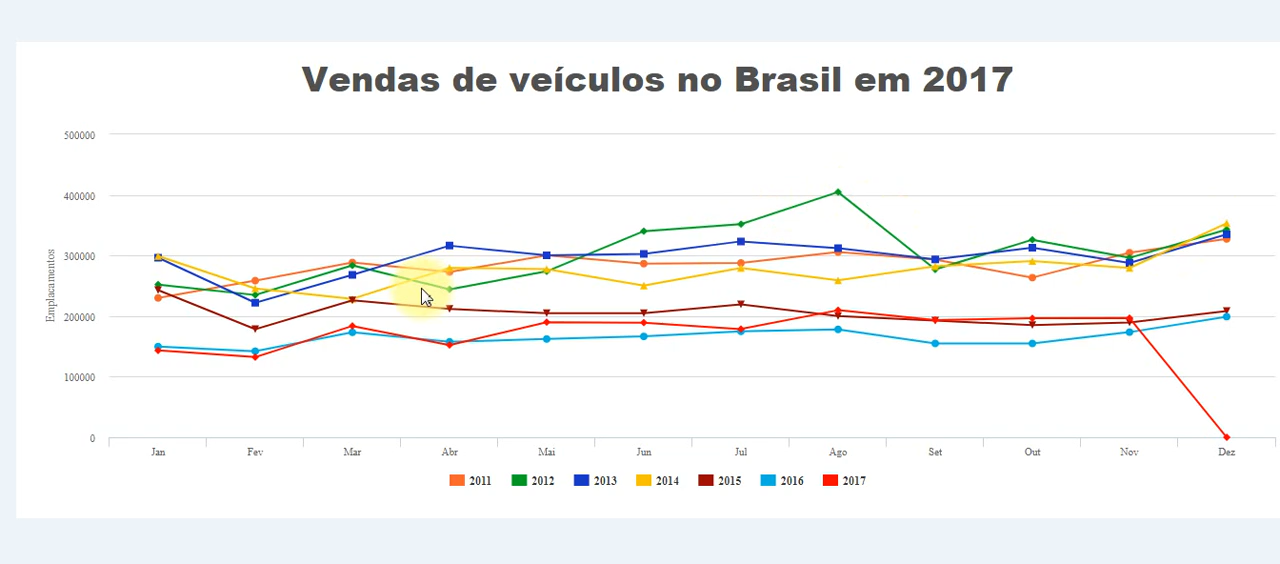 Vendas de veículos no Brasil em 2017
Emplacamentos
500000
400000
300000
200000
100000
0
Jan Fev Mar Abr Mai Jun Jul Ago Set Out Nov Dez
2011 2012 2013 2014 2015 2016 2017